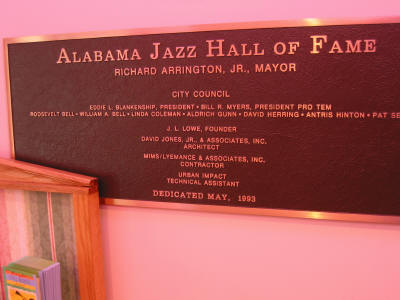 ALABAMA JAZZ HALL OF FAME
RICHARD ARRINGTON, JR., MAYOR
CITY COUNCIL
EDDIE L. BLANKENSHIP, PRESIDENT • BILL R. MYERS, PRESIDENT PRO TEM
ROOSEVELT BELL • WILLIAM A. BELL • LINDA COLEMAN • ALDRICH GUNN • DAVID HERRING • ANTRIS HINTON • PAT SE
J. L. LOWE, FOUNDER
DAVID JONES, JR., & ASSOCIATES, INC.
ARCHITECT
MIMS/LYEMANCE & ASSOCIATES, INC.
CONTRACTOR
URBAN IMPACT
TECHNICAL ASSISTANT
DEDICATED MAY, 1993